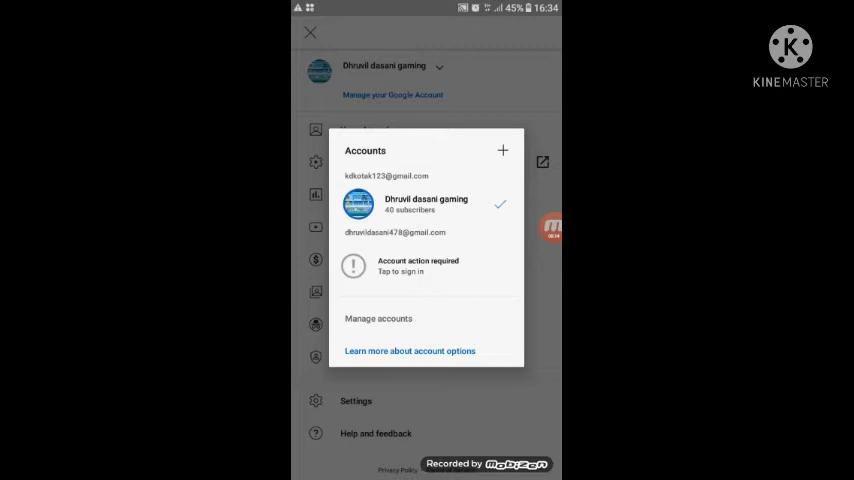 45% 16:34
Dhruvil dasani gaming
Manage your Google Account
KINEMASTER
Accounts
kdkotak123@gmail.com
Dhruvil dasani gaming
40 subscribers
dhruvildasani478@gmail.com
Account action required
Tap to sign in
Manage accounts
Learn more about account options
Settings
Help and feedback
Recorded by mobizen
Privacy Policy